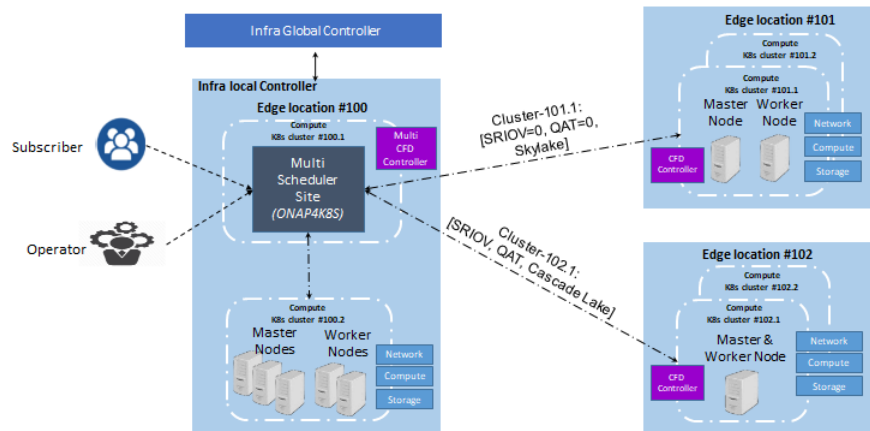 Infra Global Controller
Infra local Controller
Edge location #100
Compute
K8s cluster #100.1
Multi
CFD
Controller
Multi
Scheduler
Site
(ONAP4K8S)
Subscriber
Operator
Compute
K8s cluster #100.2
Master
Nodes
Worker
Nodes
Network
Compute
Storage
Cluster-101.1:
[SRIOV=0, QAT=0,
Skylake]
Cluster-102.1:
[SRIOV, QAT, Cascade Lake]
Edge location #101
Compute
K8s cluster #101.2
Compute
K8s cluster #101.1
Master
Node
Worker
Node
Network
Compute
Storage
CFD
Controller
Edge location #102
Compute
K8s cluster #102.2
Compute
K8s cluster #102.1
Master &
Worker Node
Network
Compute
Storage
CFD
Controller